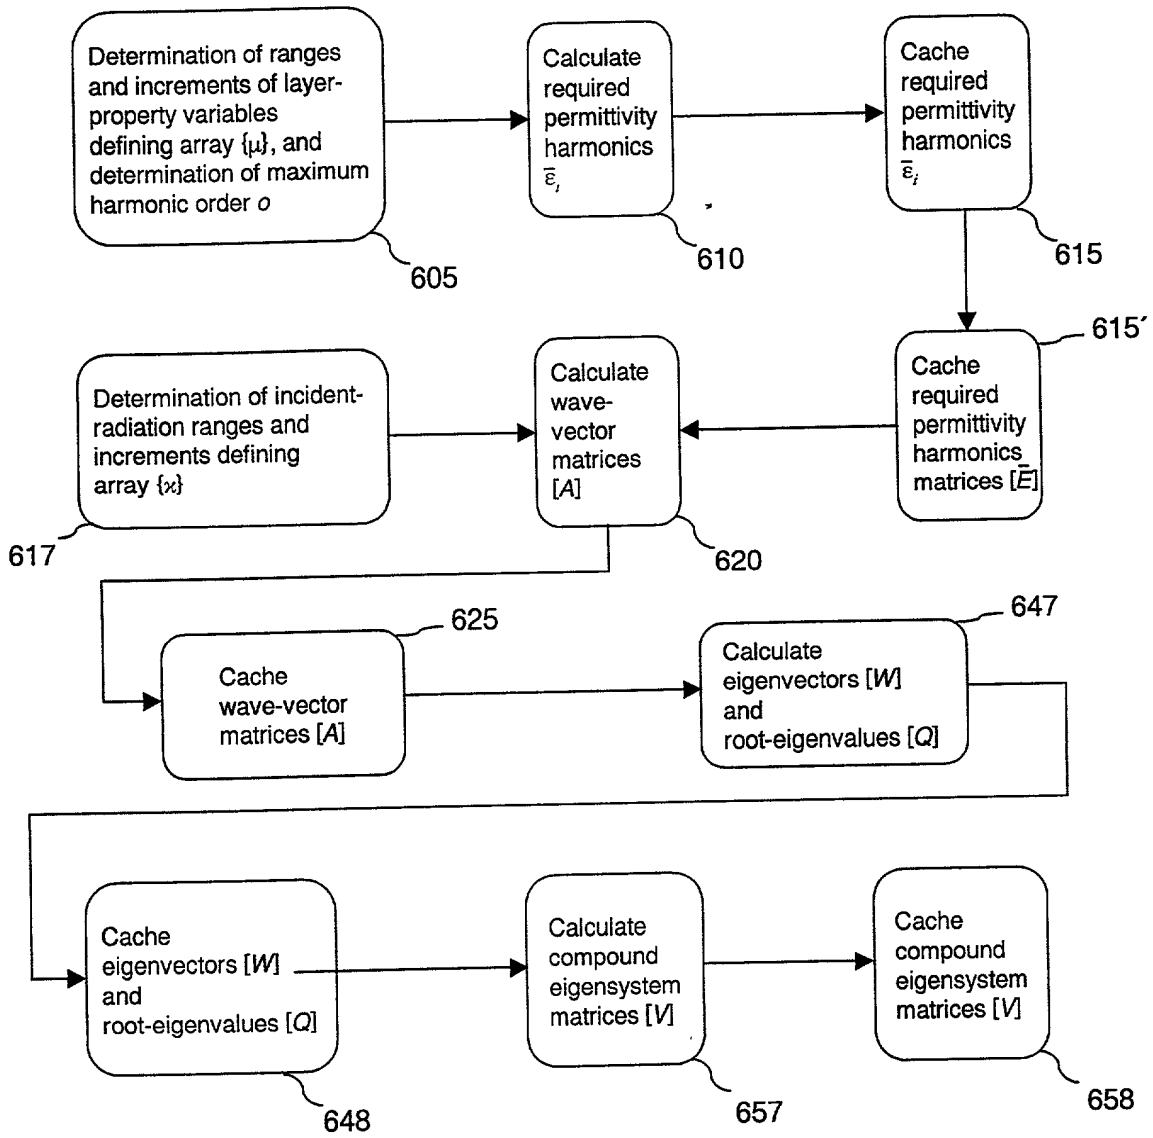 Determination of ranges
and increments of layer-
property variables
defining array {μ}, and
determination of maximum
harmonic order o
605
Calculate
required
permittivity
harmonics
ε̅ᵢ
610
Cache
required
permittivity
harmonics
ε̅ᵢ
615
Determination of incident-
radiation ranges and
increments defining
array {ϰ}
617
Calculate
wave-
vector
matrices
[A]
620
Cache
required
permittivity
harmonics
matrices [E̅]
615′
Cache
wave-vector
matrices [A]
625
Calculate
eigenvectors [W]
and
root-eigenvalues [Q]
647
Cache
eigenvectors [W]
and
root-eigenvalues [Q]
648
Calculate
compound
eigensystem
matrices [V]
657
Cache
compound
eigensystem
matrices [V]
658